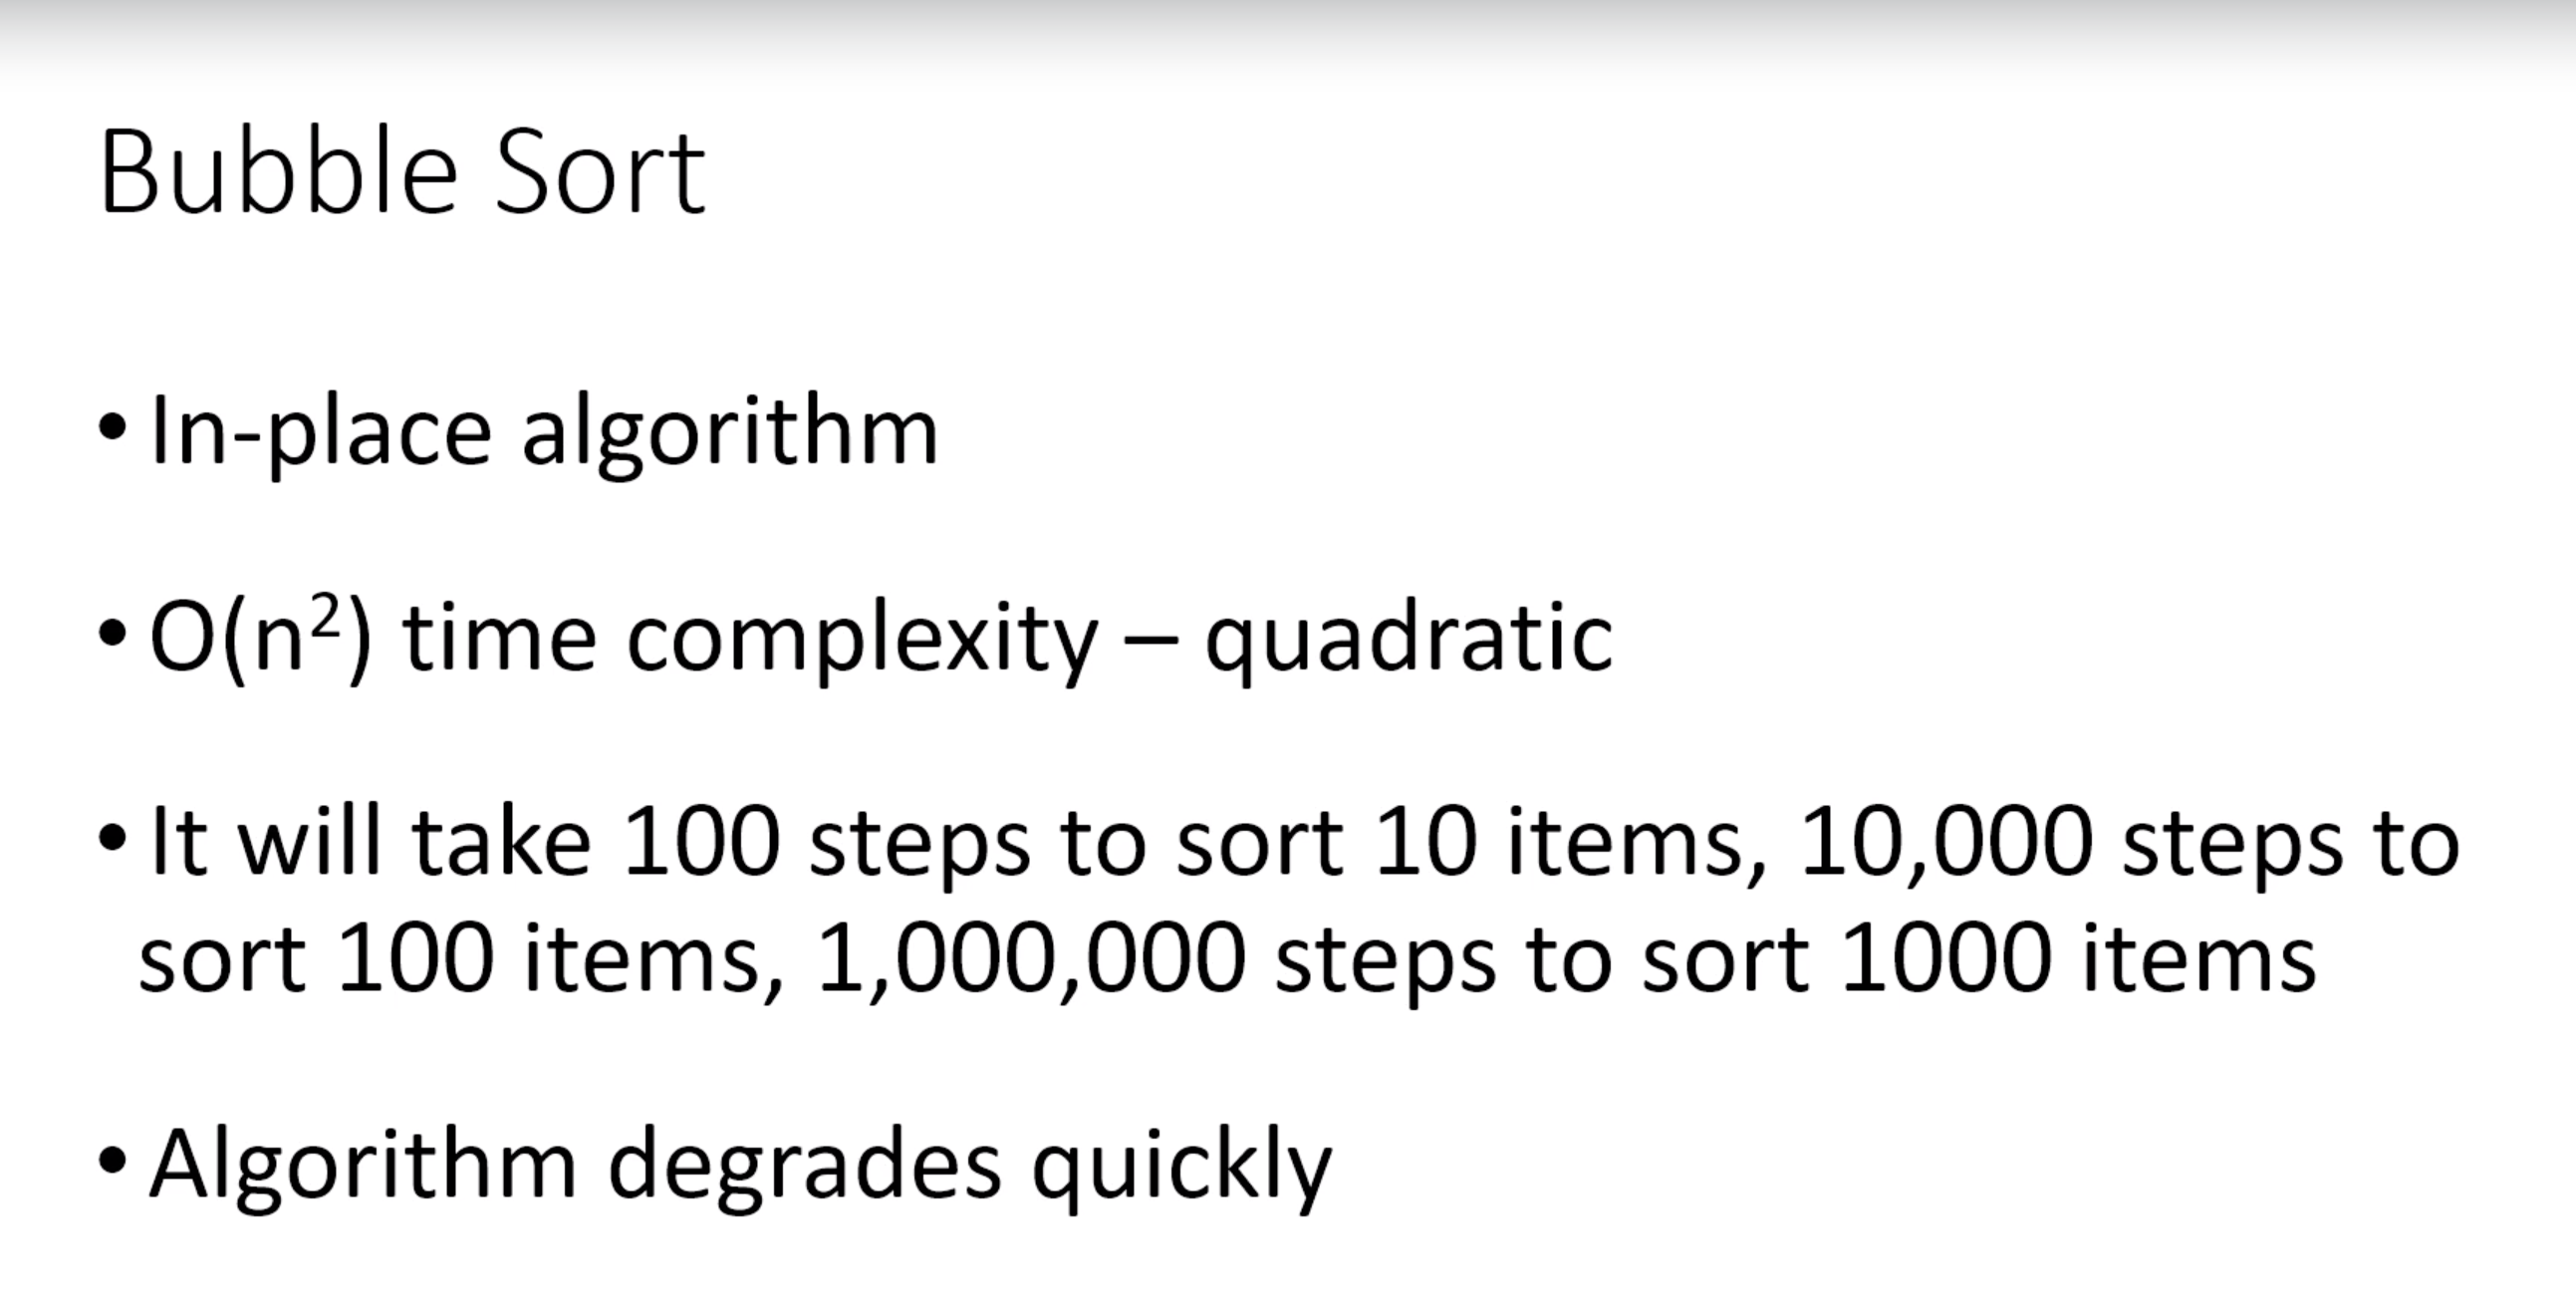 Bubble Sort
• In-place algorithm
• O(n²) time complexity – quadratic
• It will take 100 steps to sort 10 items, 10,000 steps to
sort 100 items, 1,000,000 steps to sort 1000 items
• Algorithm degrades quickly